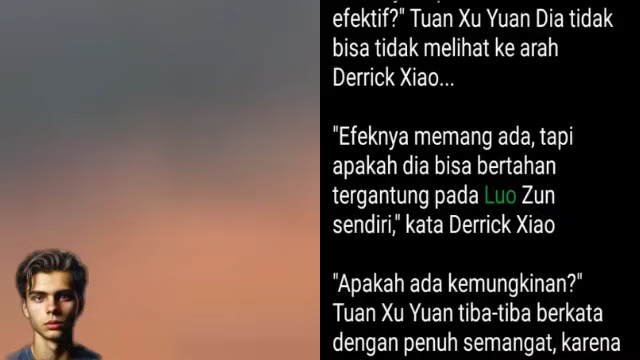 efektif?" Tuan Xu Yuan Dia tidak
bisa tidak melihat ke arah
Derrick Xiao...
"Efeknya memang ada, tapi
apakah dia bisa bertahan
tergantung pada Luo Zun
sendiri," kata Derrick Xiao
"Apakah ada kemungkinan?"
Tuan Xu Yuan tiba-tiba berkata
dengan penuh semangat, karena